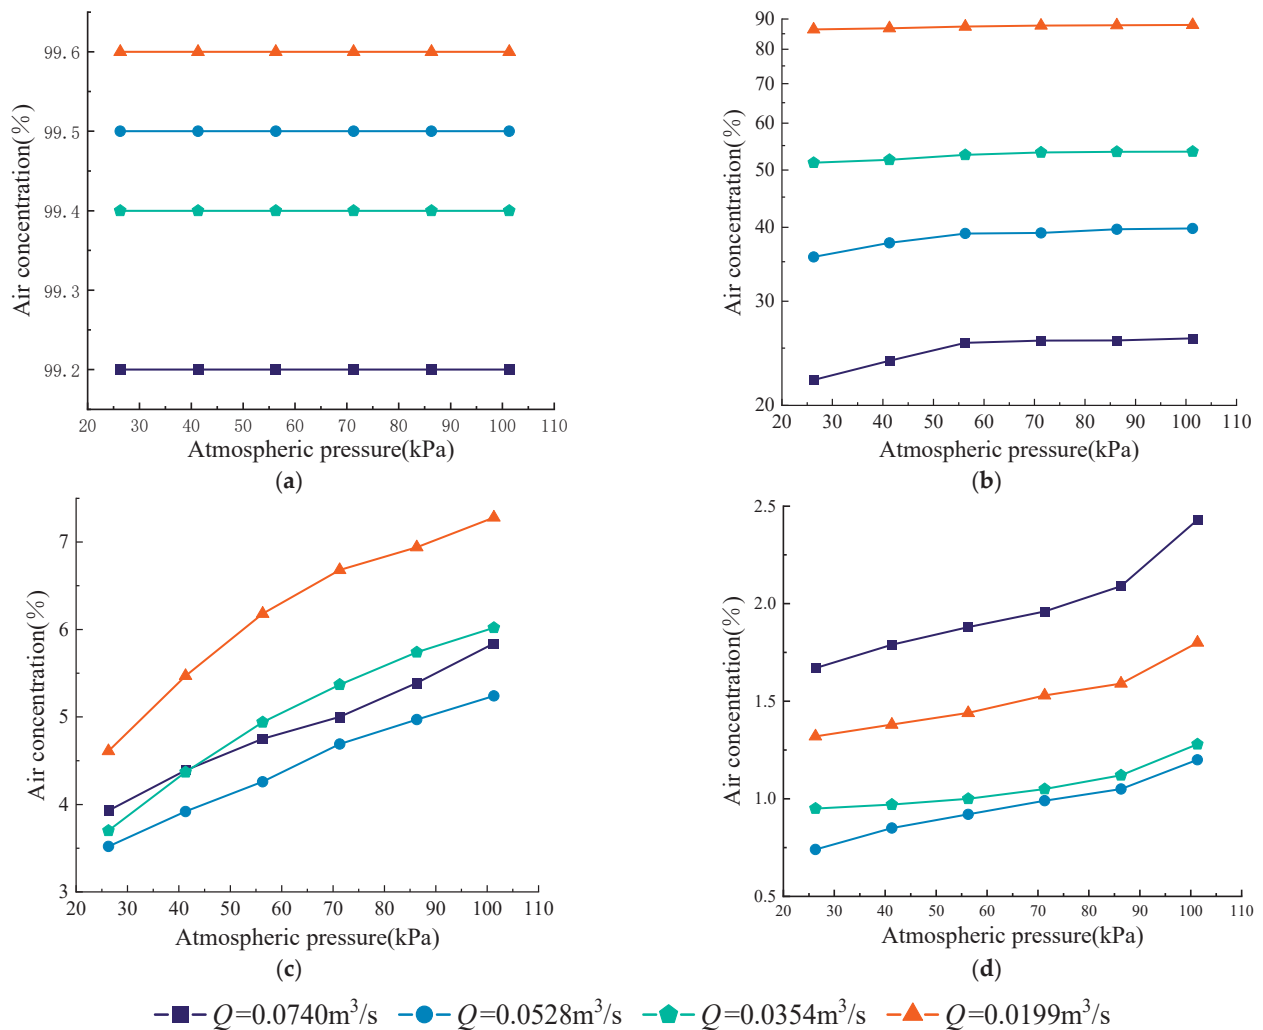 Air concentration(%)
99.6
99.5
99.4
99.3
99.2
20 30 40 50 60 70 80 90 100 110
Atmospheric pressure(kPa)
(a)
Air concentration(%)
90
80
70
60
50
40
30
20
20 30 40 50 60 70 80 90 100 110
Atmospheric pressure(kPa)
(b)
Air concentration(%)
7
6
5
4
3
20 30 40 50 60 70 80 90 100 110
Atmospheric pressure(kPa)
(c)
Air concentration(%)
2.5
2.0
1.5
1.0
0.5
20 30 40 50 60 70 80 90 100 110
Atmospheric pressure(kPa)
(d)
Q=0.0740m³/s Q=0.0528m³/s Q=0.0354m³/s Q=0.0199m³/s